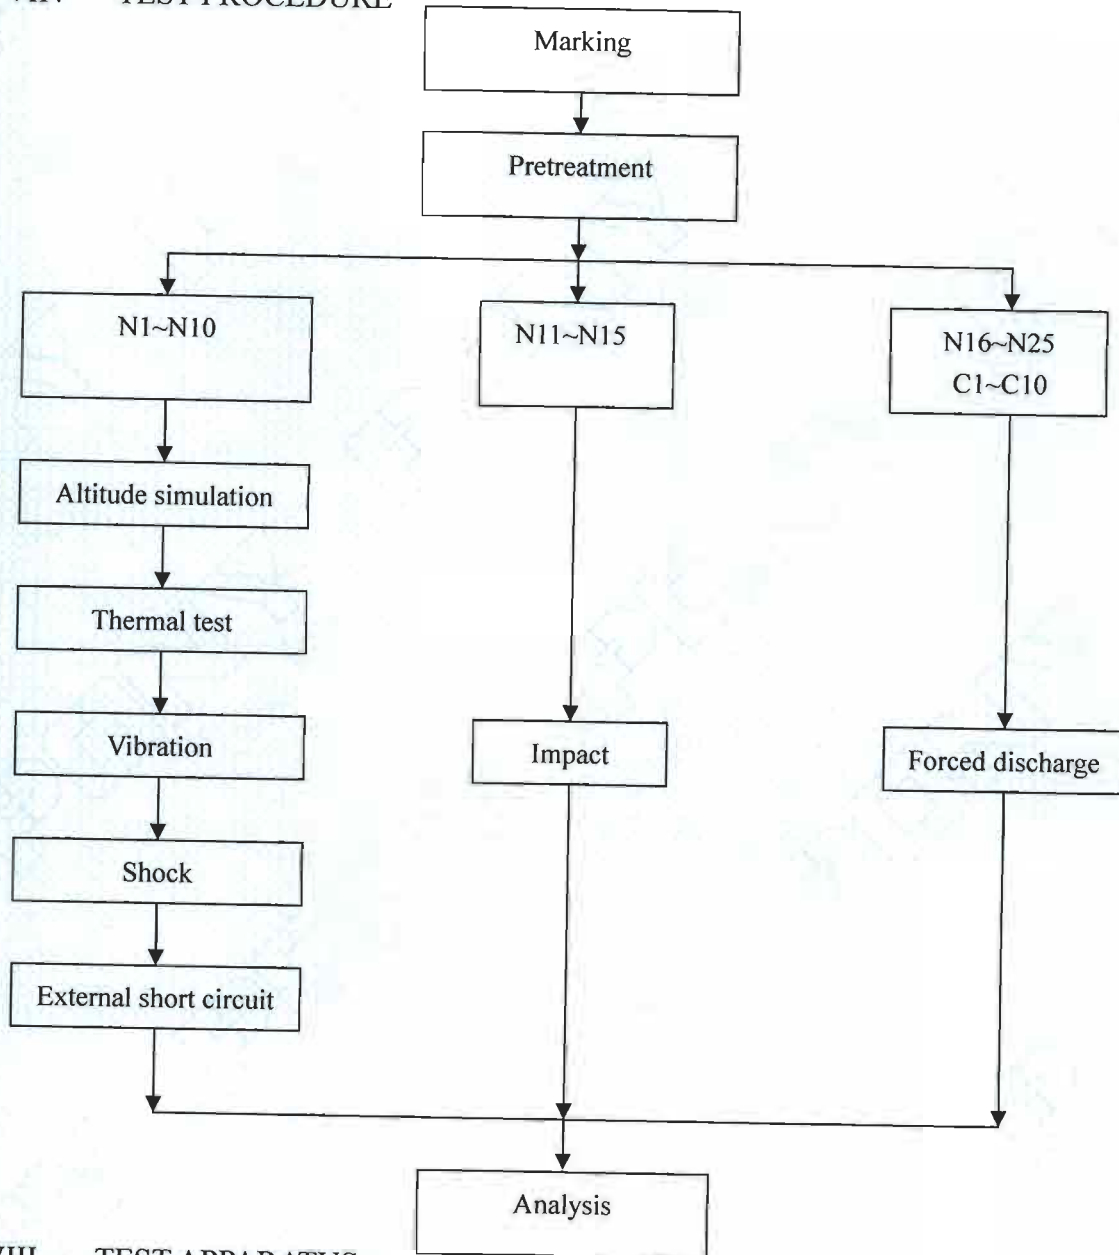 TEST PROCEDURE
Marking
Pretreatment
N1~N10
N11~N15
N16~N25
C1~C10
Altitude simulation
Thermal test
Vibration
Impact
Forced discharge
Shock
External short circuit
Analysis
TEST APPARATUS